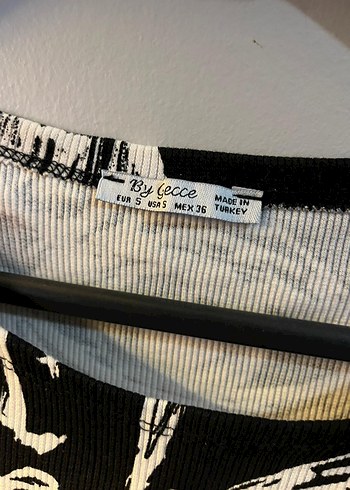 By Gecce
EUR S USA S MEX 36 MADE IN
TURKEY